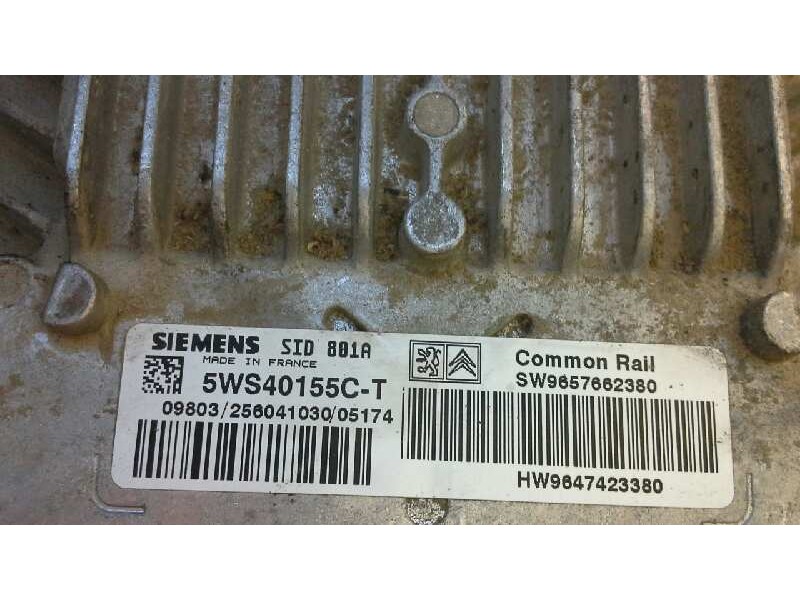 SIEMENS SID 801A
MADE IN FRANCE
5WS40155C-T
09803/256041030/05174
Common Rail
SW9657662380
HW9647423380